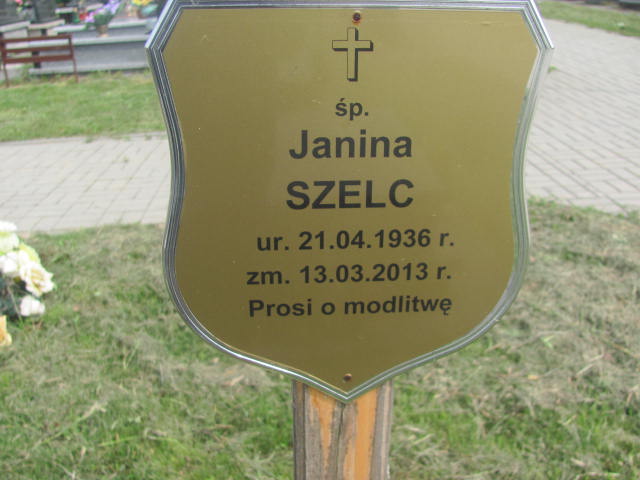 śp.
Janina
SZELC
ur. 21.04.1936 r.
zm. 13.03.2013 r.
Prosi o modlitwę